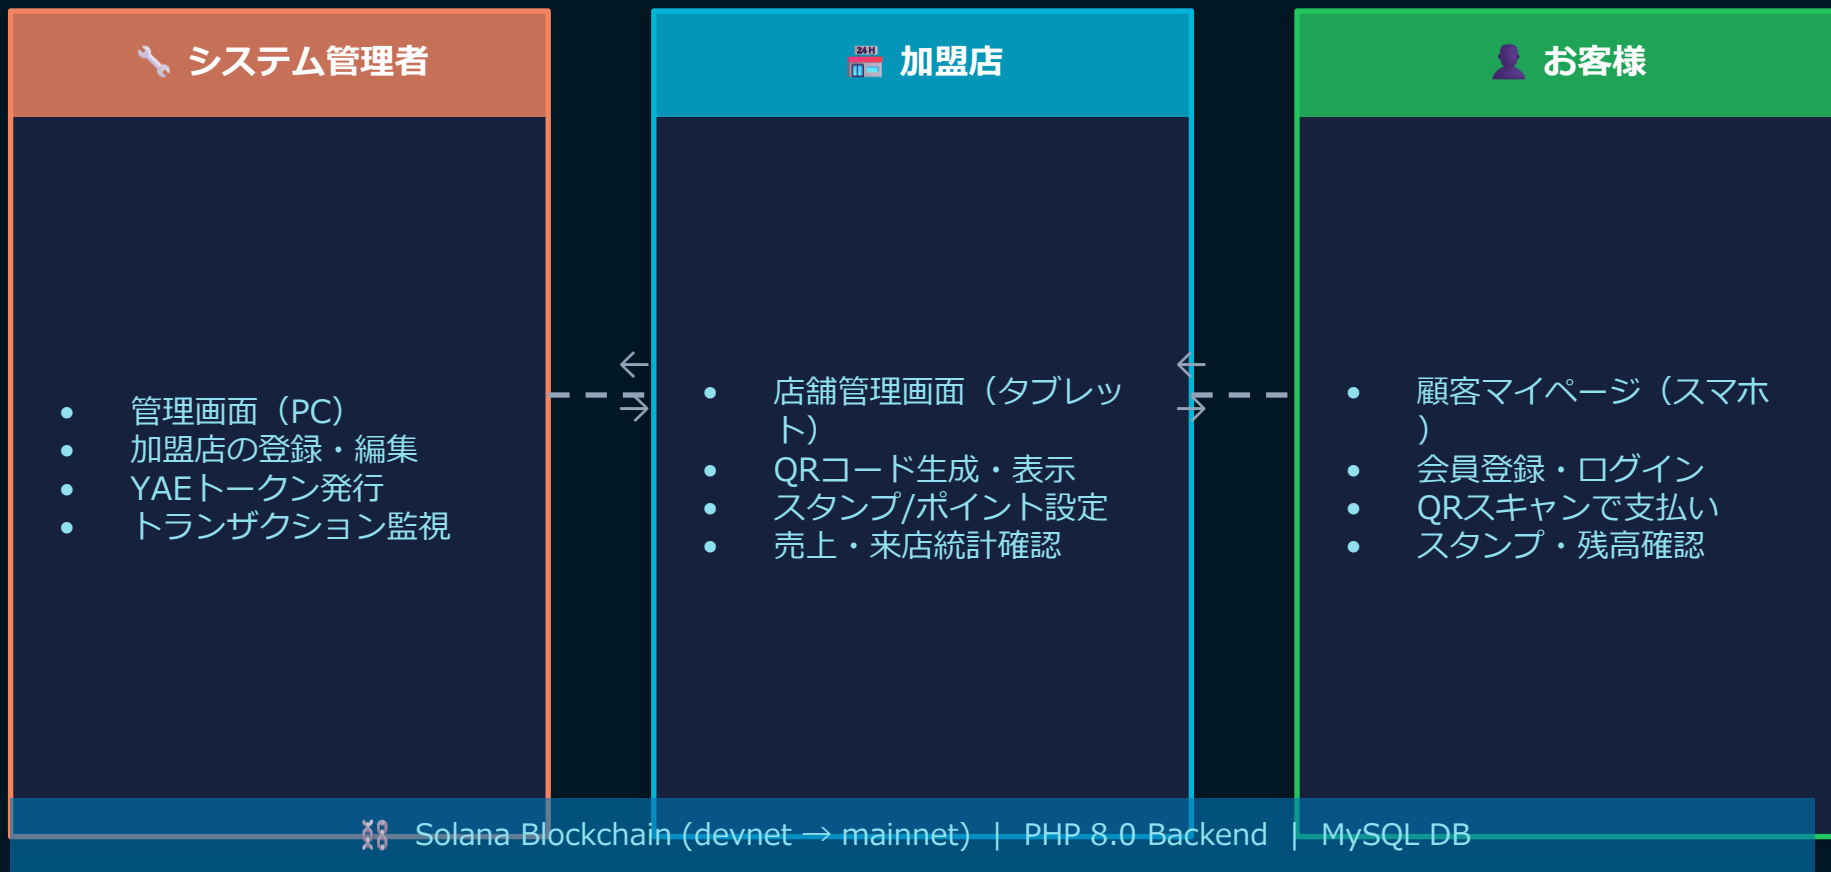 システム管理者
管理画面（PC）
加盟店の登録・編集
YAEトークン発行
トランザクション監視
←
→
24H
加盟店
店舗管理画面（タブレッ
ト）
QRコード生成・表示
スタンプ/ポイント設定
売上・来店統計確認
←
→
お客様
顧客マイページ（スマホ
）
会員登録・ログイン
QRスキャンで支払い
スタンプ・残高確認
Solana Blockchain (devnet → mainnet) | PHP 8.0 Backend | MySQL DB